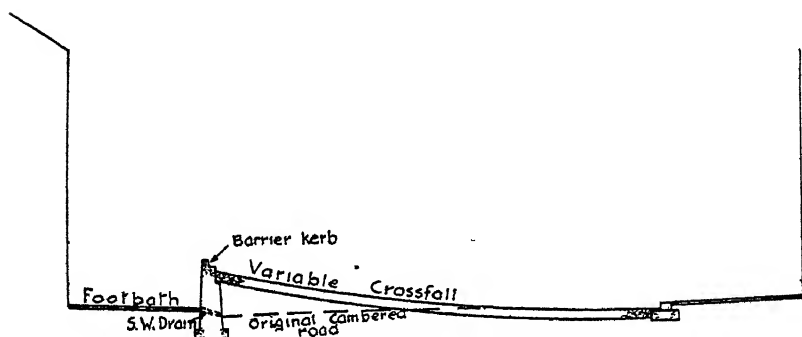 Barrier kerb
Variable Crossfall
Footbath
S.W. Drain
Original Cambered
road